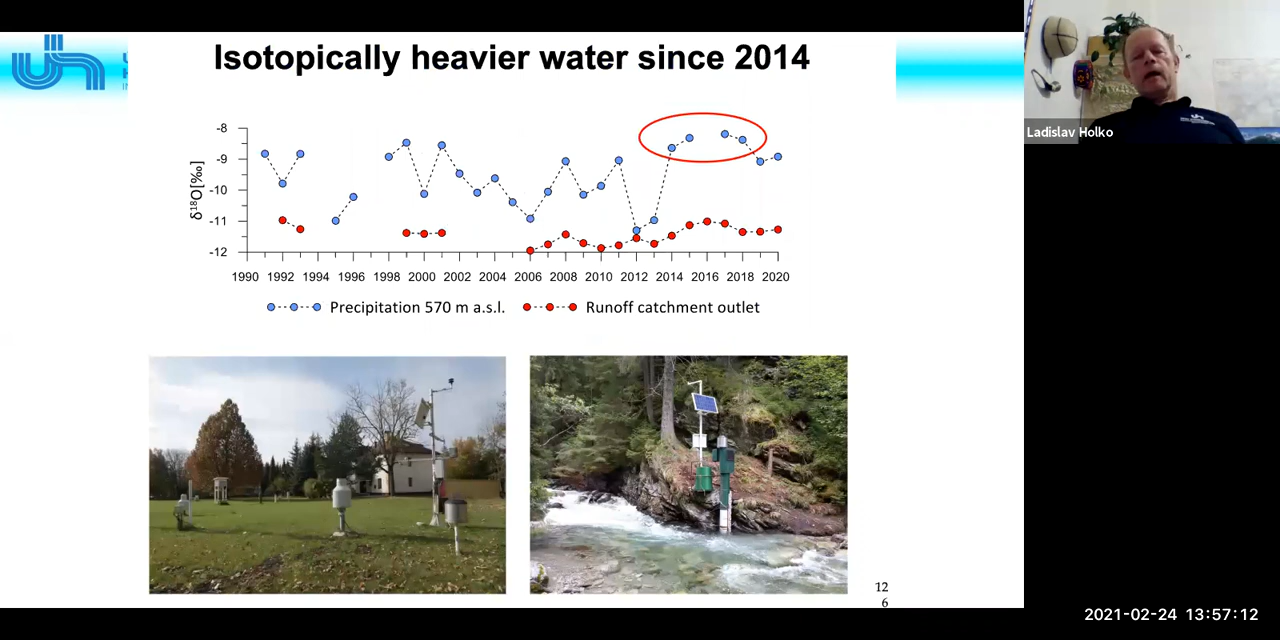 Isotopically heavier water since 2014
Ladislav Holko
δ¹⁸O[‰]
-8
-9
-10
-11
-12
1990 1992 1994 1996 1998 2000 2002 2004 2006 2008 2010 2012 2014 2016 2018 2020
Precipitation 570 m a.s.l. Runoff catchment outlet
12
6
2021-02-24 13:57:12